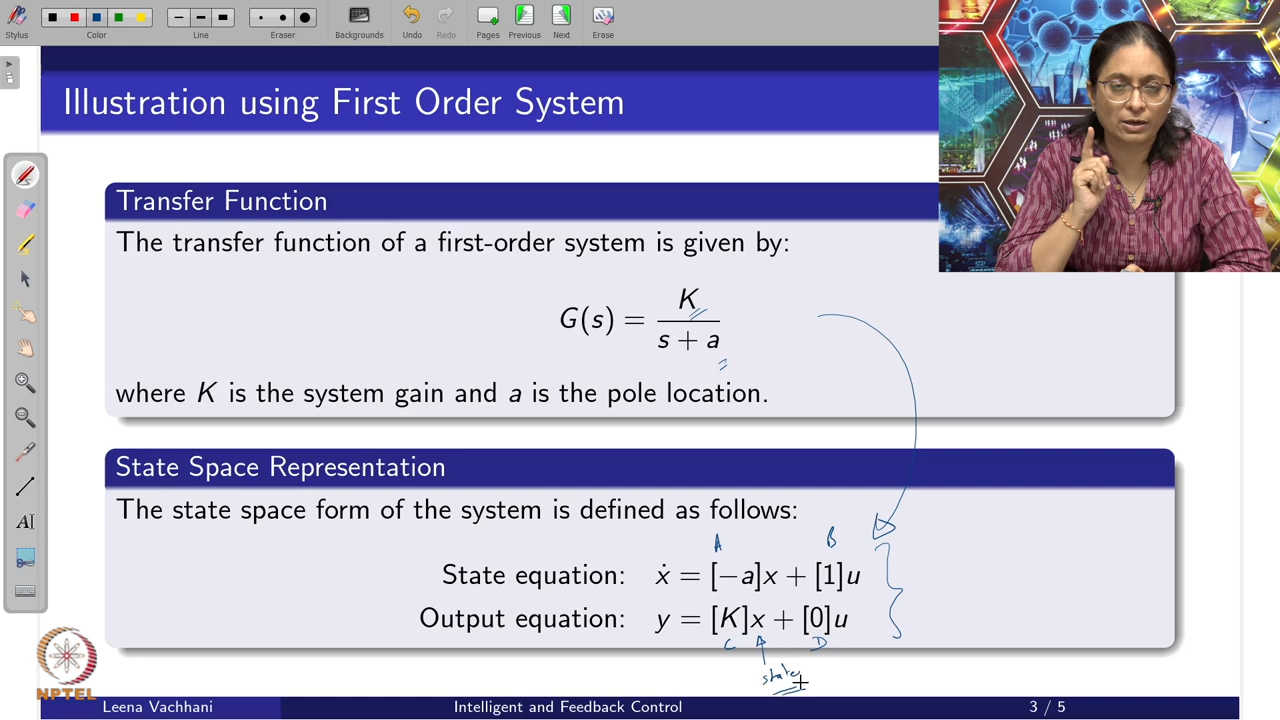 Stylus Color Line Eraser Backgrounds Undo Redo Pages Previous Next Erase
Illustration using First Order System
Transfer Function
The transfer function of a first-order system is given by:
G(s) = K / (s + a)
where K is the system gain and a is the pole location.
State Space Representation
The state space form of the system is defined as follows:
A B
State equation: ẋ = [−a]x + [1]u
Output equation: y = [K]x + [0]u
C D
state
NPTEL
Leena Vachhani Intelligent and Feedback Control 3 / 5